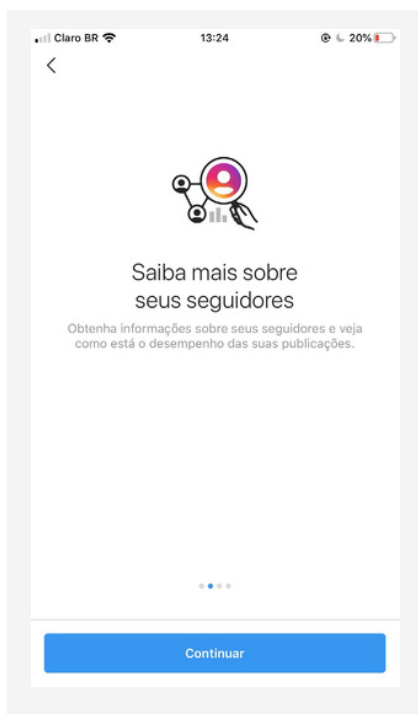 Claro BR 13:24 20%
Saiba mais sobre
seus seguidores
Obtenha informações sobre seus seguidores e veja
como está o desempenho das suas publicações.
Continuar